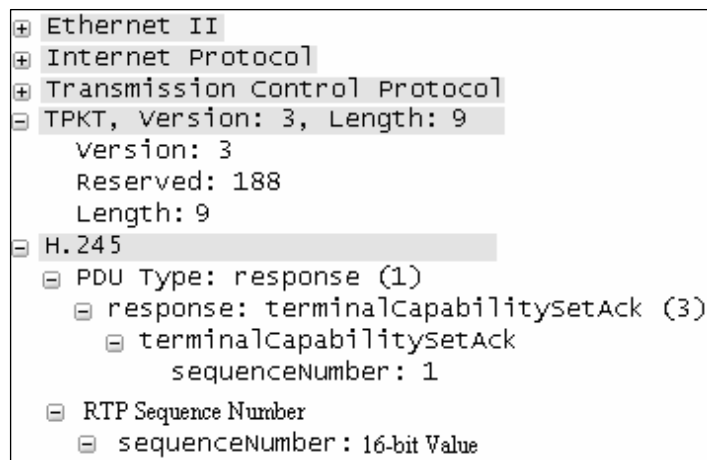 Ethernet II
Internet Protocol
Transmission Control Protocol
TPKT, Version: 3, Length: 9
Version: 3
Reserved: 188
Length: 9
H.245
PDU Type: response (1)
response: terminalCapabilitySetAck (3)
terminalCapabilitySetAck
sequenceNumber: 1
RTP Sequence Number
sequenceNumber: 16-bit Value